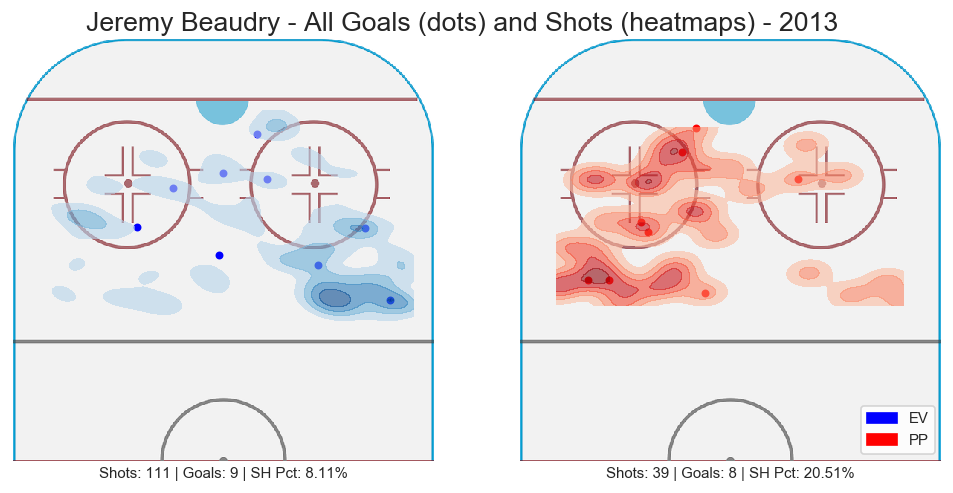 Jeremy Beaudry - All Goals (dots) and Shots (heatmaps) - 2013
EV
PP
Shots: 111 | Goals: 9 | SH Pct: 8.11%
Shots: 39 | Goals: 8 | SH Pct: 20.51%